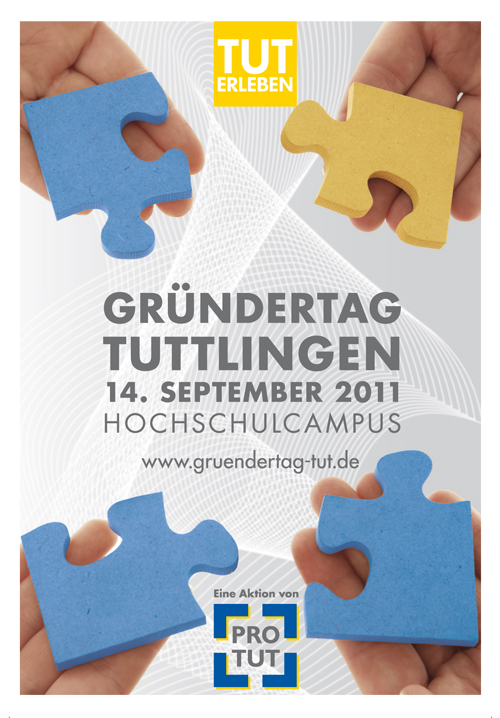 TUT
ERLEBEN
GRÜNDERTAG
TUTTLINGEN
14. SEPTEMBER 2011
HOCHSCHULCAMPUS
www.gruendertag-tut.de
Eine Aktion von
PRO
TUT